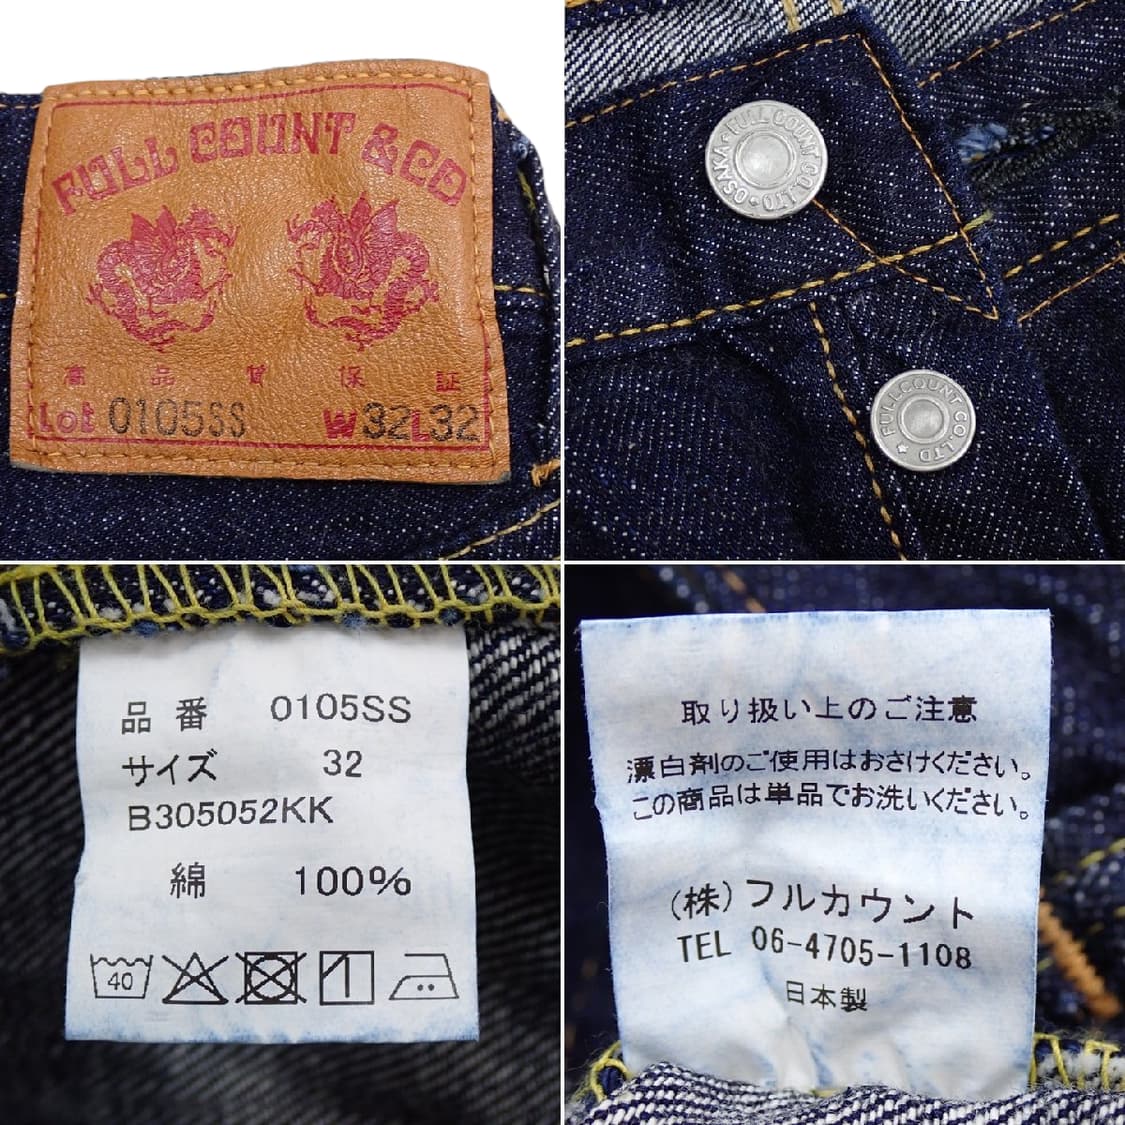 FULL COUNT & CO
高品質保証
Lot 0105SS W32L32
FULLCOUNT CO.LTD OSAKA
FULLCOUNT CO.LTD
品番 0105SS
サイズ 32
B305052KK
綿 100%
40
取り扱い上のご注意
漂白剤のご使用はおさけください。
この商品は単品でお洗いください。
(株)フルカウント
TEL 06-4705-1108
日本製